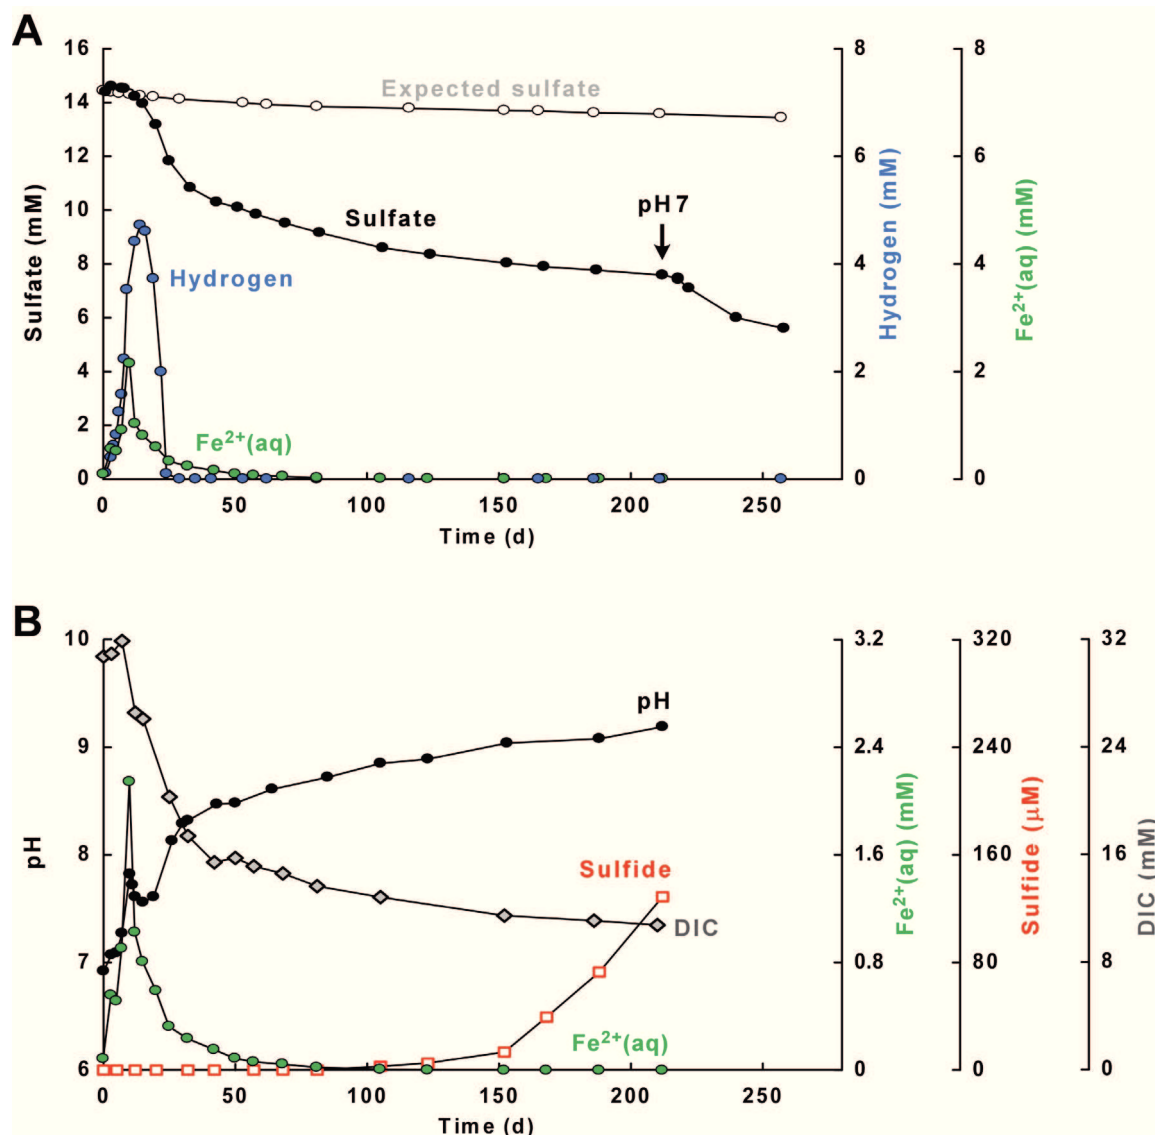 A
16
14
12
10
8
6
4
2
0
Sulfate (mM)
Expected sulfate
Sulfate
pH 7
Hydrogen
Fe²⁺(aq)
8
6
4
2
0
Hydrogen (mM)
8
6
4
2
0
Fe²⁺(aq) (mM)
0 50 100 150 200 250
Time (d)
B
10
9
8
7
6
pH
pH
Sulfide
DIC
Fe²⁺(aq)
3.2
2.4
1.6
0.8
0
Fe²⁺(aq) (mM)
320
240
160
80
0
Sulfide (μM)
32
24
16
8
0
DIC (mM)
0 50 100 150 200 250
Time (d)